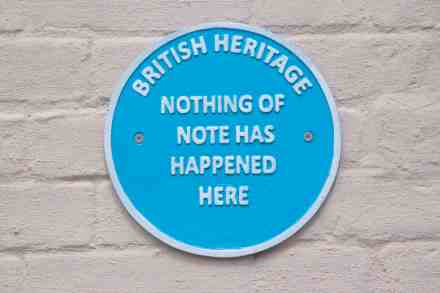 BRITISH HERITAGE
NOTHING OF
NOTE HAS
HAPPENED
HERE